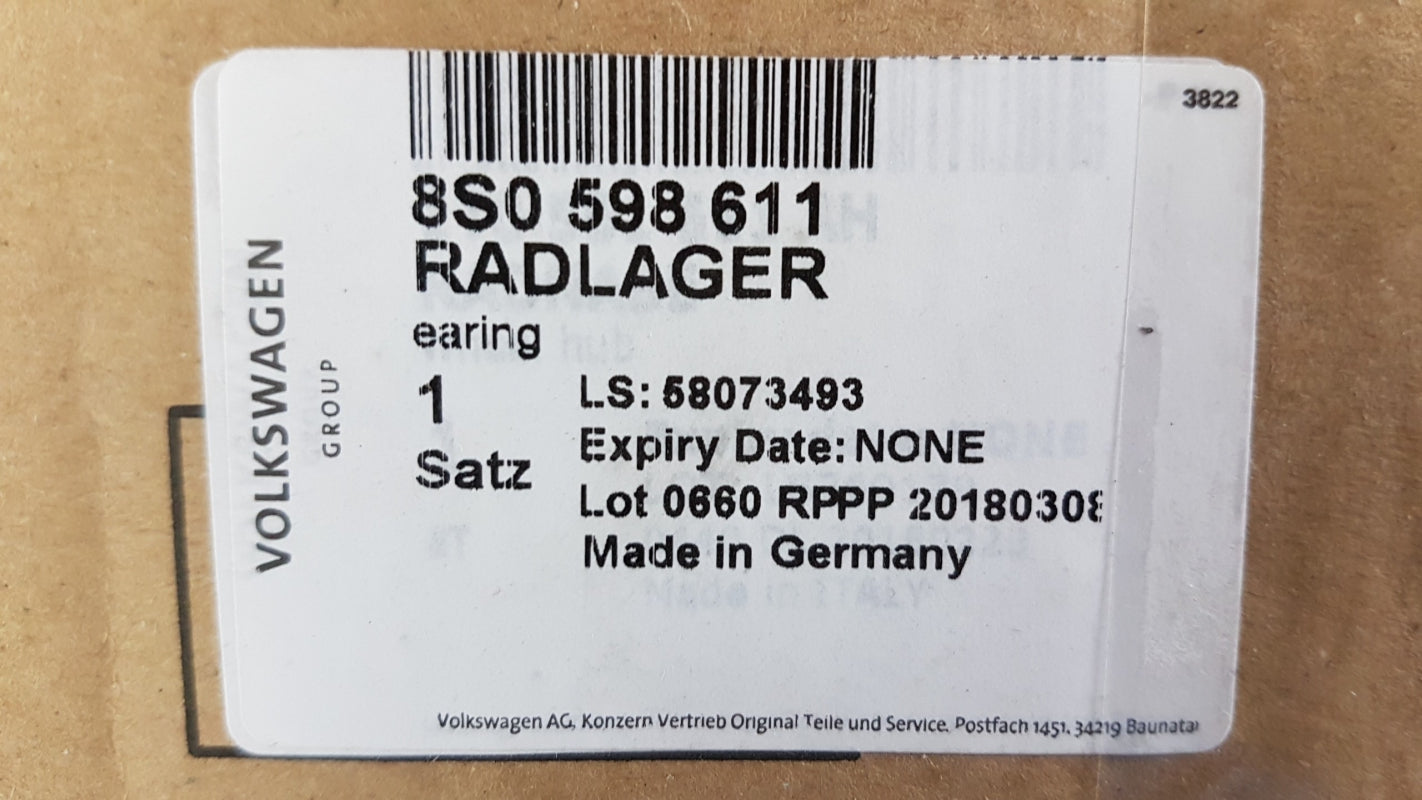 3822
8S0 598 611
RADLAGER
earing
1
Satz
LS: 58073493
Expiry Date: NONE
Lot 0660 RPPP 20180308
Made in Germany
VOLKSWAGEN
GROUP
Volkswagen AG, Konzern Vertrieb Original Teile und Service, Postfach 1451, 34219 Baunatal